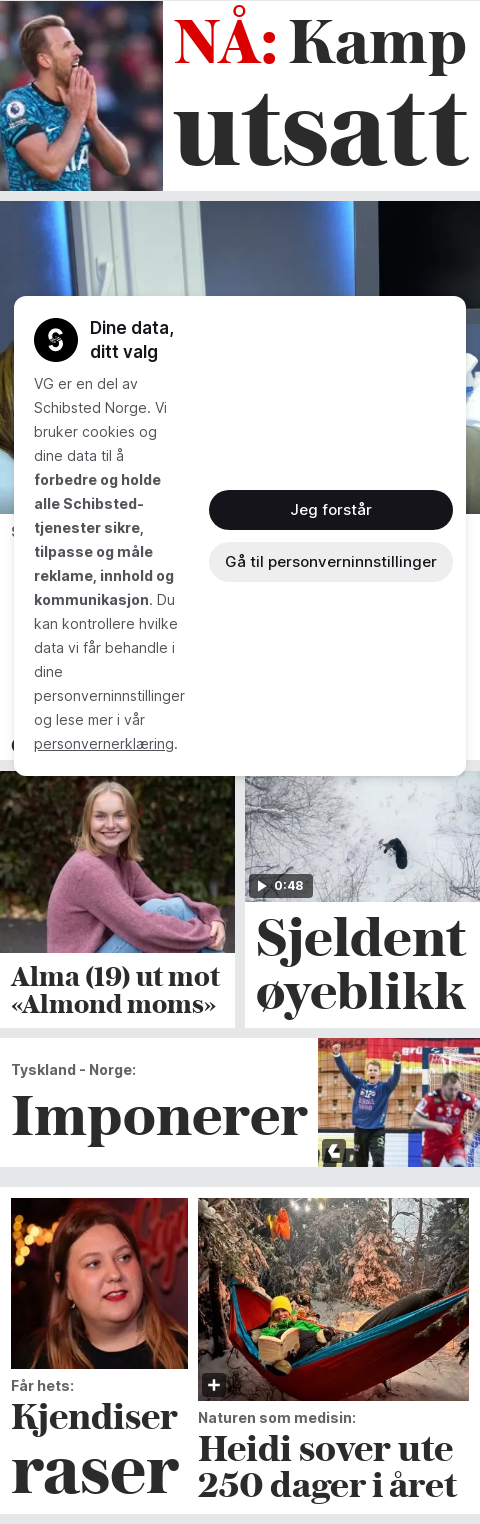 NÅ: Kamp
utsatt
Dine data,
ditt valg
VG er en del av
Schibsted Norge. Vi
bruker cookies og
dine data til å
forbedre og holde
alle Schibsted-
tjenester sikre,
tilpasse og måle
reklame, innhold og
kommunikasjon. Du
kan kontrollere hvilke
data vi får behandle i
dine
personverninnstillinger
og lese mer i vår
personvernerklæring.
Jeg forstår
Gå til personverninnstillinger
Alma (19) ut mot
«Almond moms»
0:48
Sjeldent
øyeblikk
Tyskland - Norge:
Imponerer
Får hets:
Kjendiser
raser
Naturen som medisin:
Heidi sover ute
250 dager i året